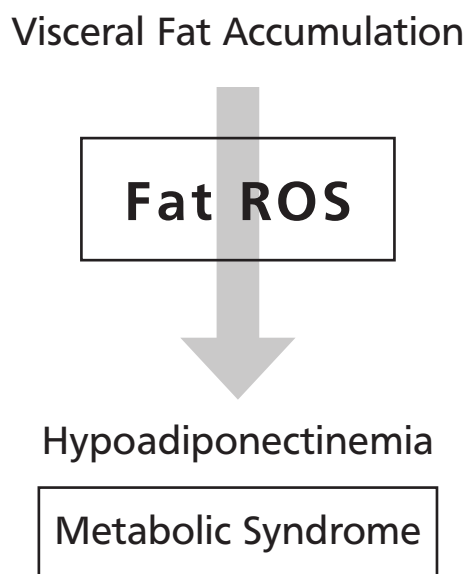 Visceral Fat Accumulation
Fat ROS
Hypoadiponectinemia
Metabolic Syndrome